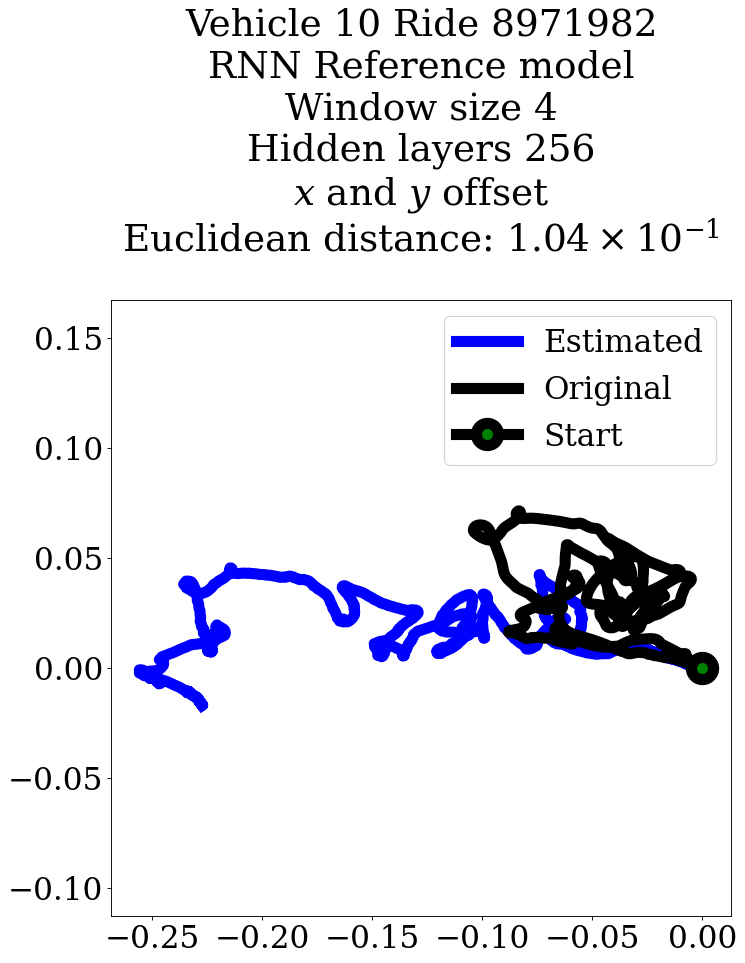 Vehicle 10 Ride 8971982
RNN Reference model
Window size 4
Hidden layers 256
x and y offset
Euclidean distance: 1.04 × 10⁻¹
Estimated
Original
Start
0.15
0.10
0.05
0.00
−0.05
−0.10
−0.25 −0.20 −0.15 −0.10 −0.05 0.00